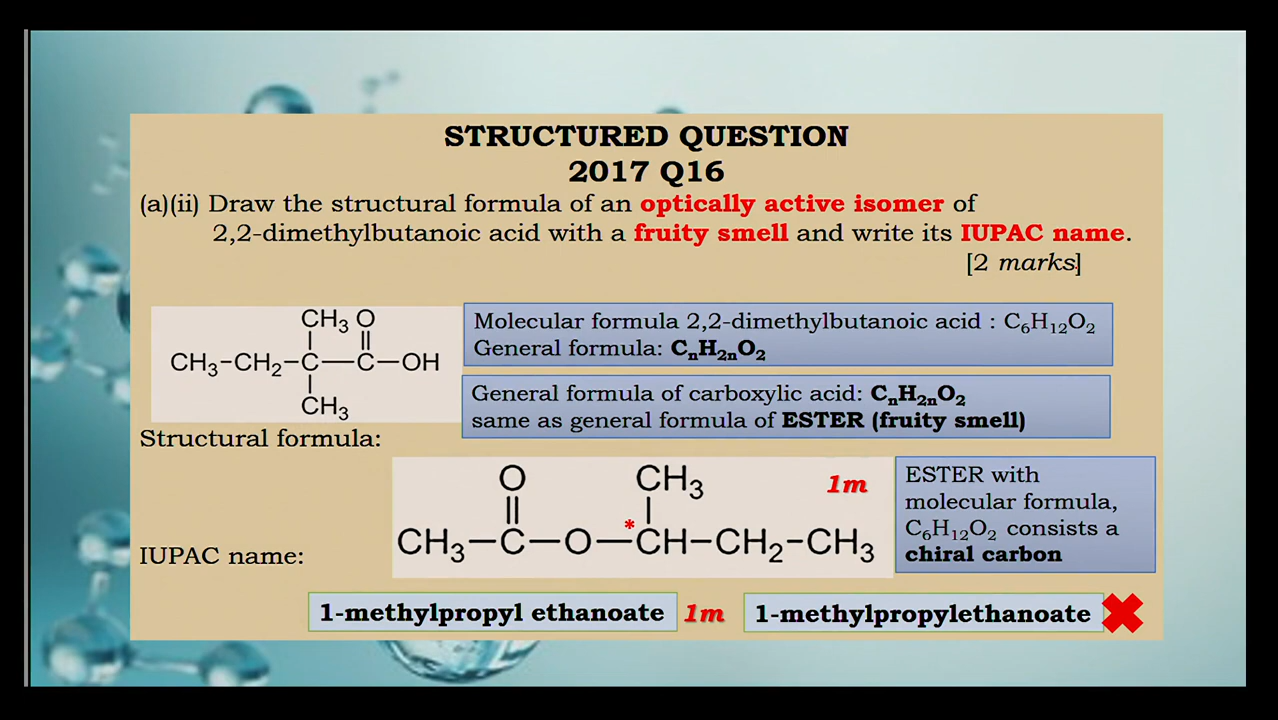 STRUCTURED QUESTION
2017 Q16
(a)(ii) Draw the structural formula of an optically active isomer of
2,2-dimethylbutanoic acid with a fruity smell and write its IUPAC name.
[2 marks]
CH₃ O
CH₃–CH₂–C–C–OH
CH₃
Molecular formula 2,2-dimethylbutanoic acid : C₆H₁₂O₂
General formula: CₙH₂ₙO₂
General formula of carboxylic acid: CₙH₂ₙO₂
same as general formula of ESTER (fruity smell)
Structural formula:
O CH₃ 1m
*
CH₃–C–O–CH–CH₂–CH₃
ESTER with
molecular formula,
C₆H₁₂O₂ consists a
chiral carbon
IUPAC name:
1-methylpropyl ethanoate 1m 1-methylpropylethanoate